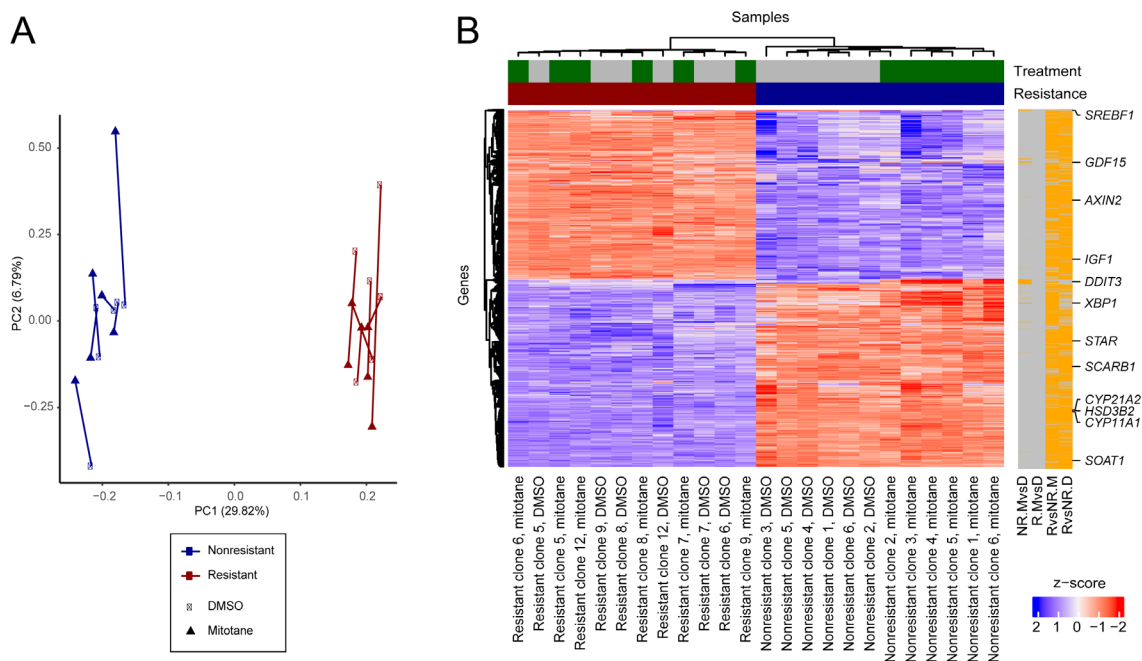 A
PC2 (6.79%)
0.50
0.25
0.00
−0.25
−0.2
−0.1
0.0
0.1
0.2
PC1 (29.82%)
Nonresistant
Resistant
DMSO
Mitotane
B
Samples
Treatment
Resistance
Genes
SREBF1
GDF15
AXIN2
IGF1
DDIT3
XBP1
STAR
SCARB1
CYP21A2
HSD3B2
CYP11A1
SOAT1
Resistant clone 6, mitotane
Resistant clone 5, DMSO
Resistant clone 5, mitotane
Resistant clone 12, mitotane
Resistant clone 9, DMSO
Resistant clone 8, DMSO
Resistant clone 8, mitotane
Resistant clone 12, DMSO
Resistant clone 7, mitotane
Resistant clone 7, DMSO
Resistant clone 6, DMSO
Resistant clone 9, mitotane
Nonresistant clone 3, DMSO
Nonresistant clone 5, DMSO
Nonresistant clone 4, DMSO
Nonresistant clone 1, DMSO
Nonresistant clone 6, DMSO
Nonresistant clone 2, DMSO
Nonresistant clone 2, mitotane
Nonresistant clone 3, mitotane
Nonresistant clone 4, mitotane
Nonresistant clone 5, mitotane
Nonresistant clone 1, mitotane
Nonresistant clone 6, mitotane
NR.MvsD
R.MvsD
RvsNR.M
RvsNR.D
z−score
2 1 0 −1 −2